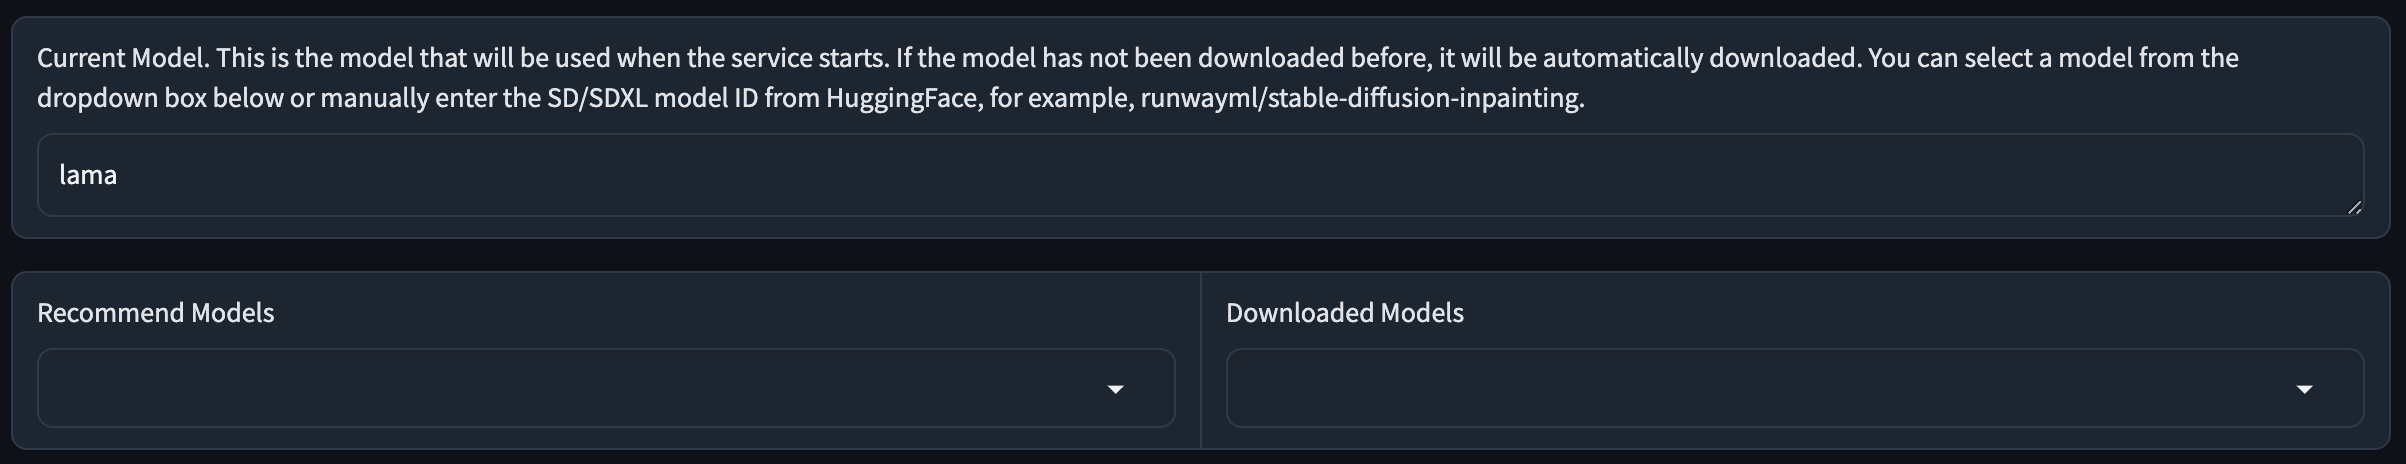 Current Model. This is the model that will be used when the service starts. If the model has not been downloaded before, it will be automatically downloaded. You can select a model from the
dropdown box below or manually enter the SD/SDXL model ID from HuggingFace, for example, runwayml/stable-diffusion-inpainting.
lama
Recommend Models
Downloaded Models